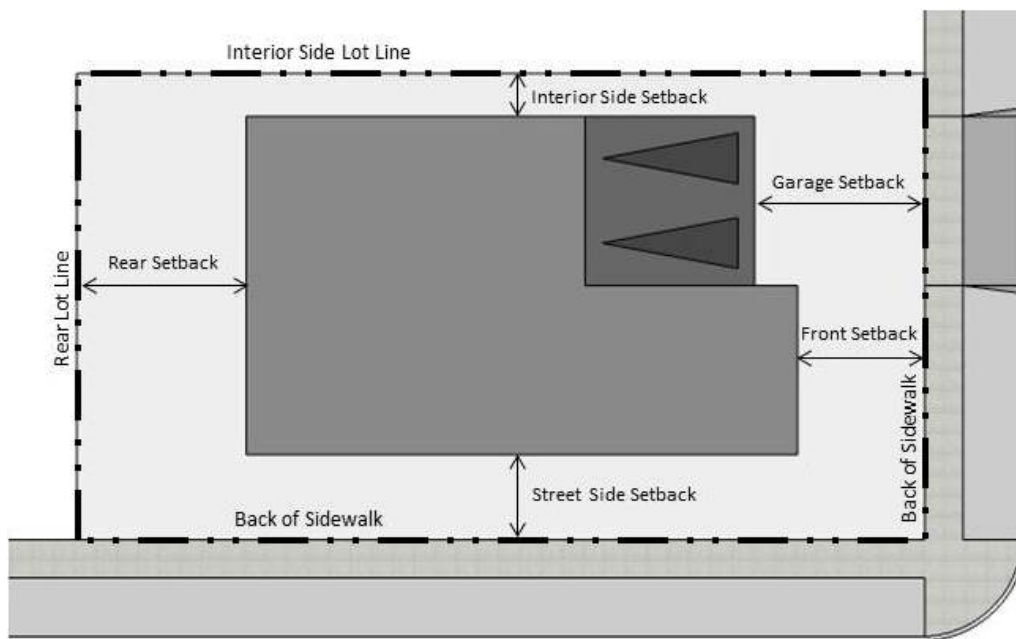 Interior Side Lot Line
Interior Side Setback
Garage Setback
Rear Setback
Rear Lot Line
Front Setback
Back of Sidewalk
Street Side Setback
Back of Sidewalk